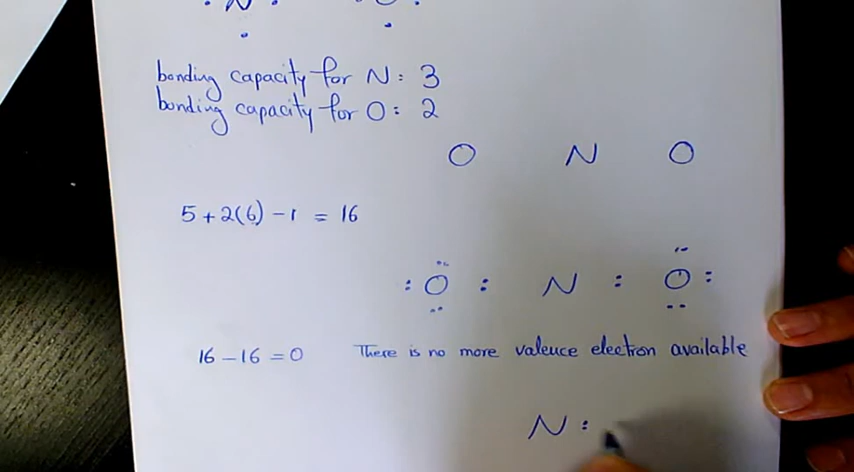 · N · · O ·
bonding capacity for N : 3
bonding capacity for O : 2
O N O
5 + 2(6) - 1 = 16
: O : N : O :
16 - 16 = 0 There is no more valence electron available
N :